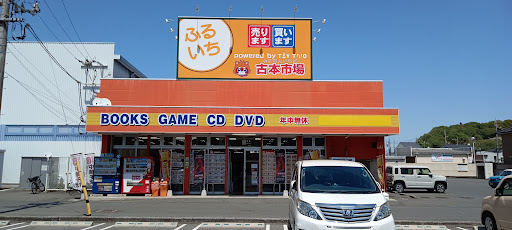 ふる
いち
売り
ます
買い
ます
powered by
古本市場
BOOKS GAME CD DVD
年中無休